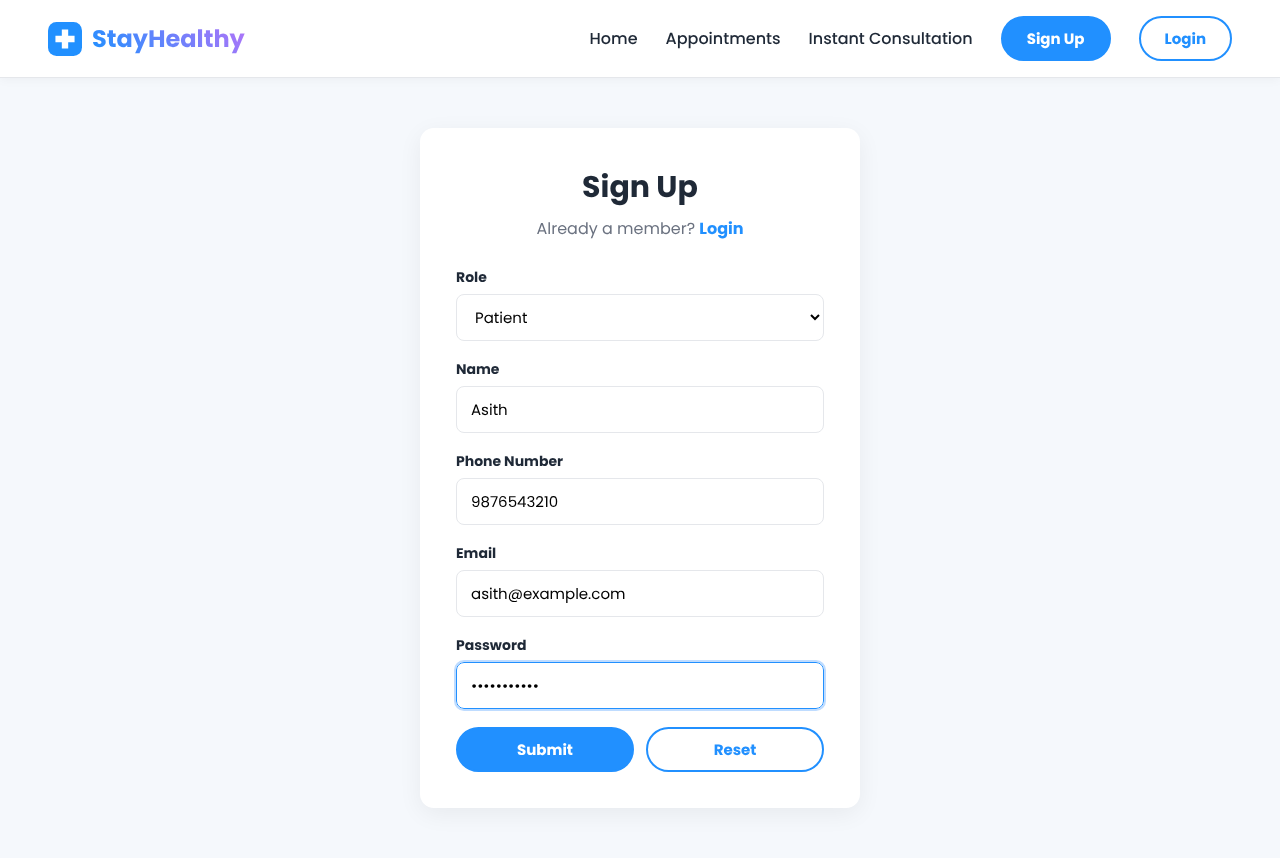 StayHealthy
Home Appointments Instant Consultation Sign Up Login
Sign Up
Already a member? Login
Role
Patient
Name
Asith
Phone Number
9876543210
Email
asith@example.com
Password
•••••••••••
Submit Reset